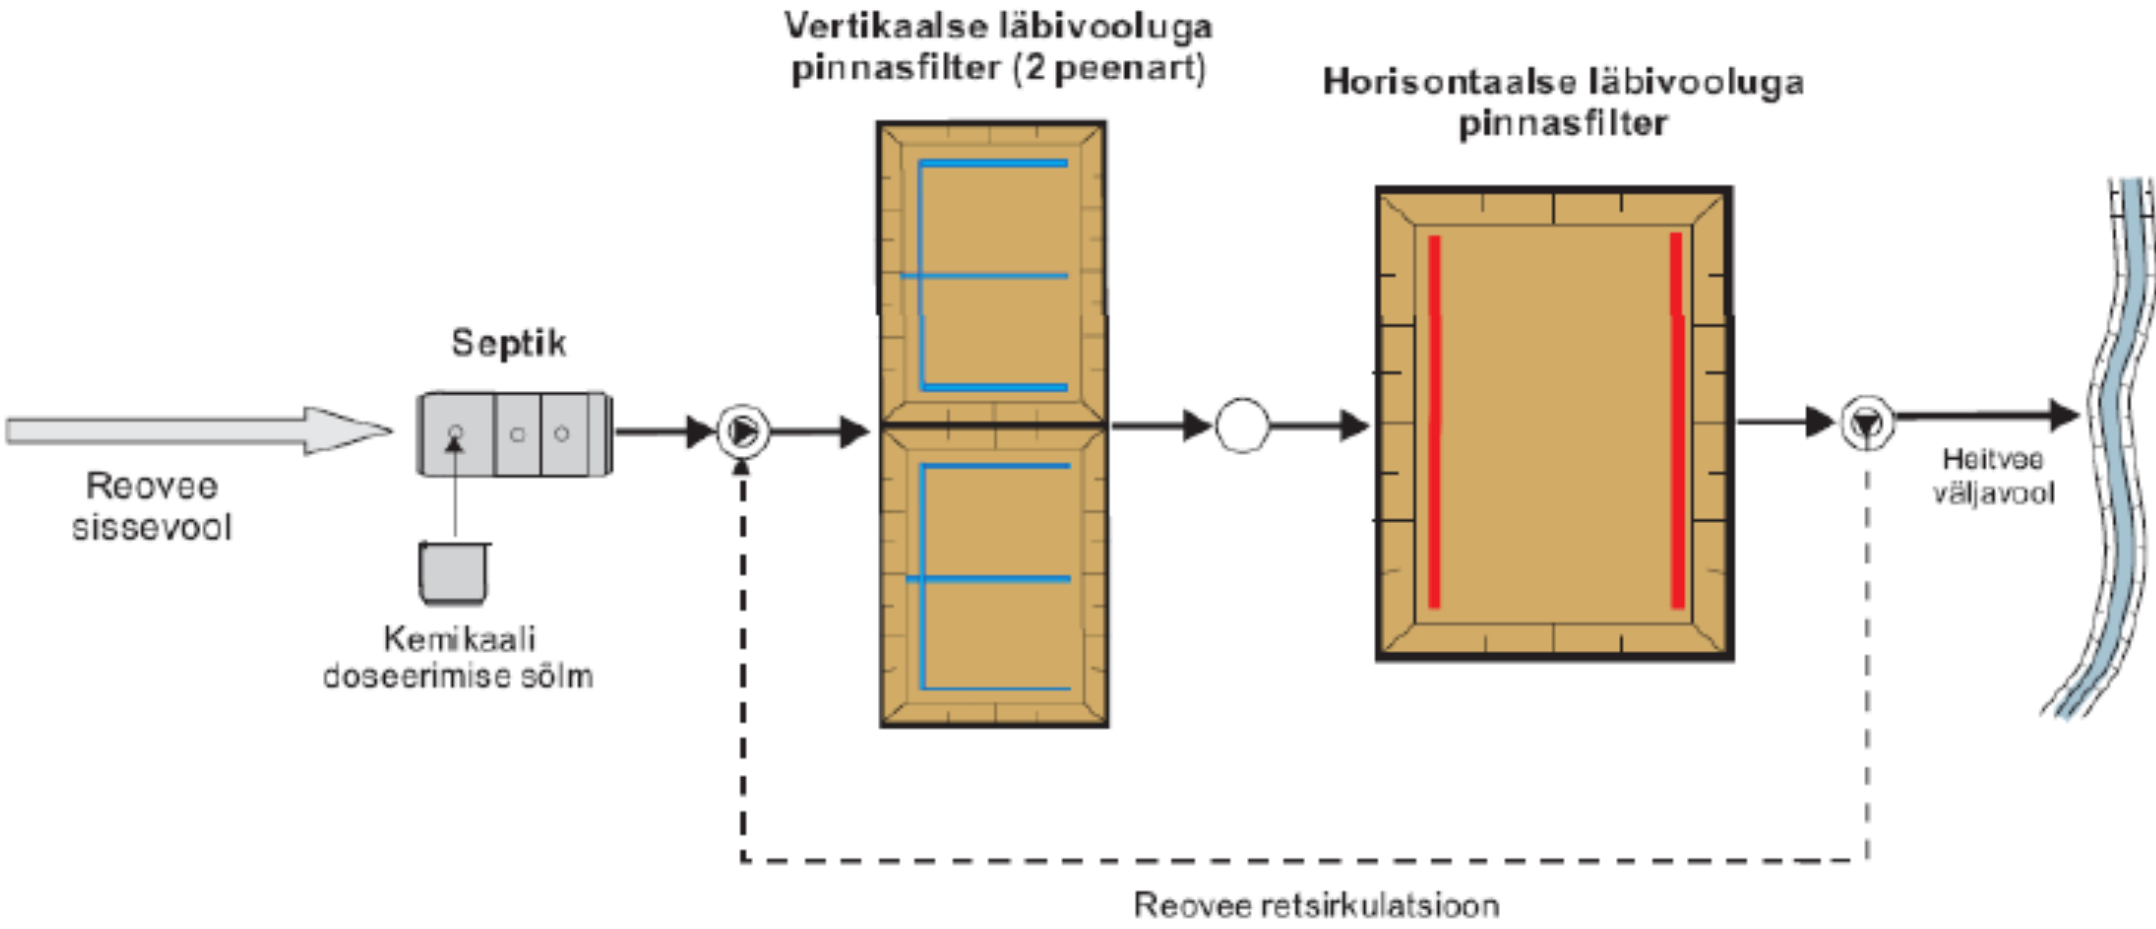 Vertikaalse läbivooluga
pinnasfilter (2 peenart)
Horisontaalse läbivooluga
pinnasfilter
Septik
Reovee
sissevool
Kemikaali
doseerimise sõlm
Heitvee
väljavool
Reovee retsirkulatsioon